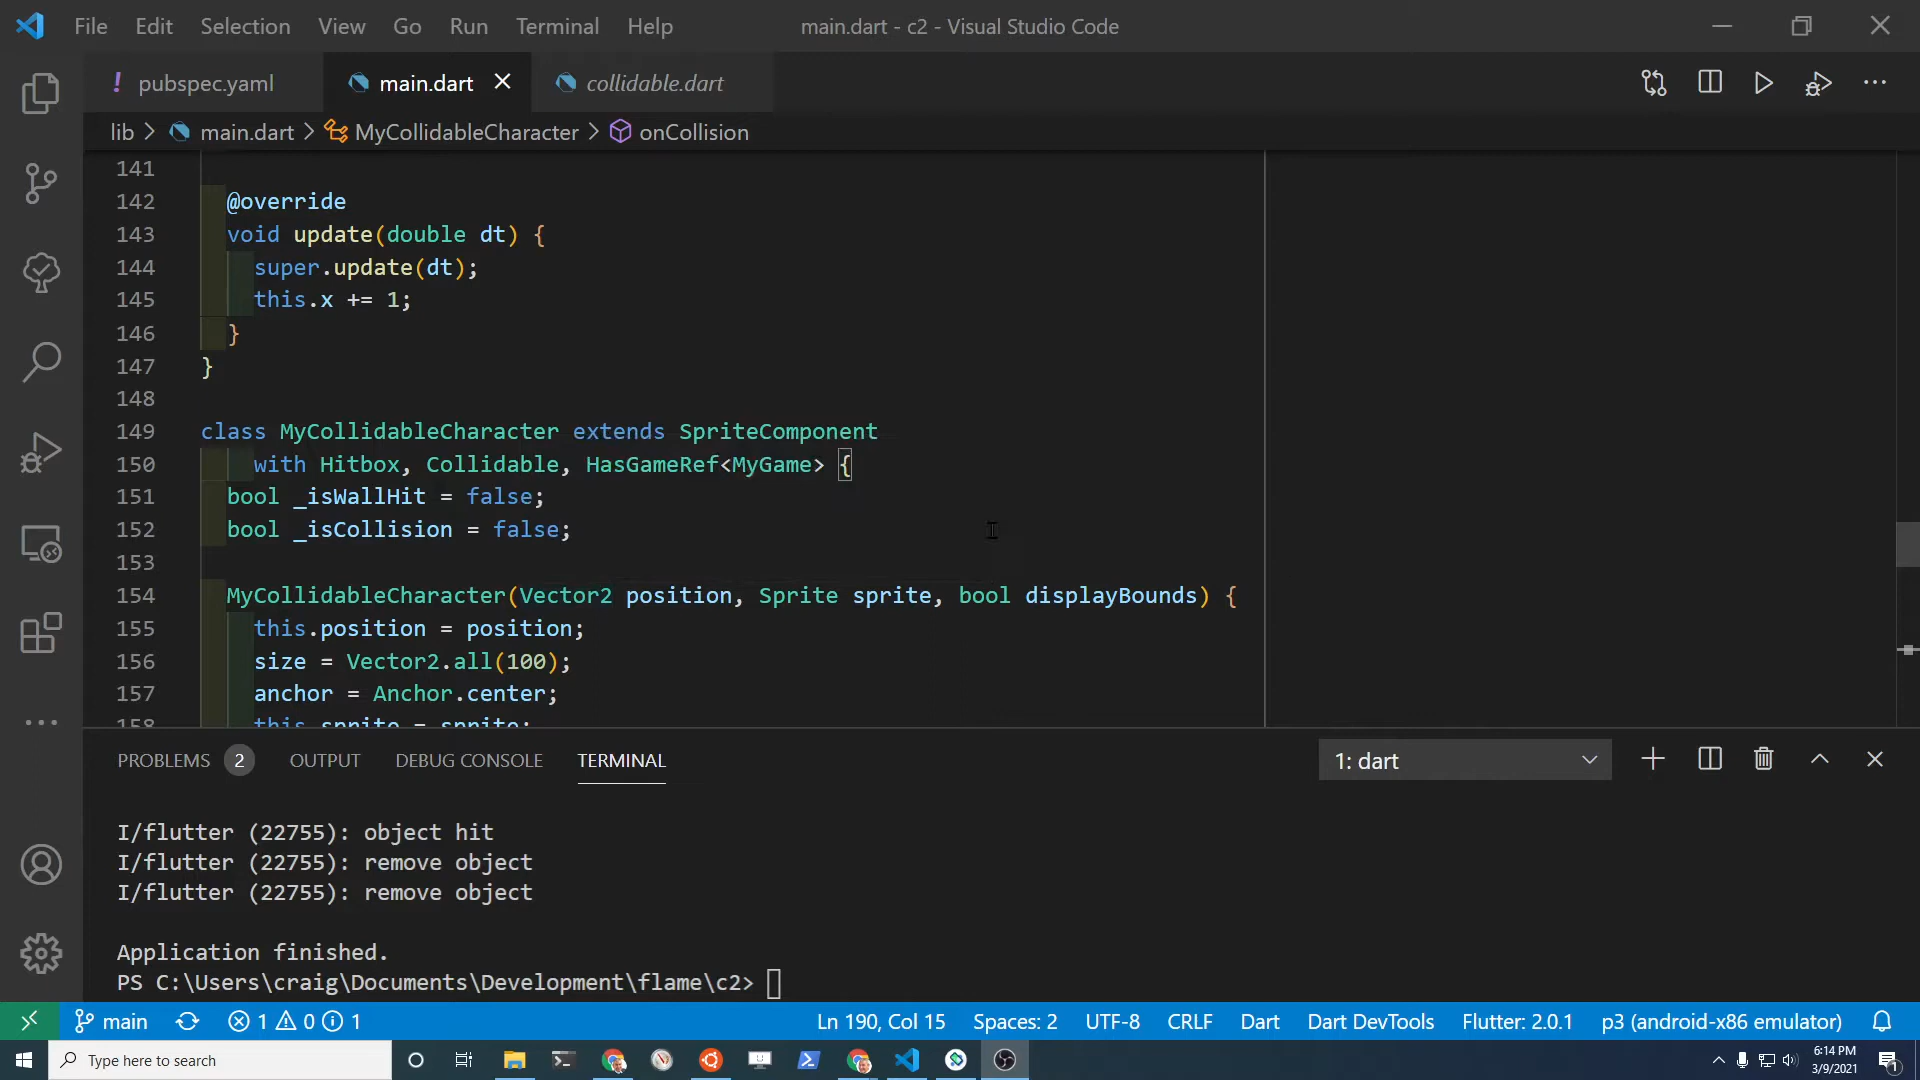 File Edit Selection View Go Run Terminal Help main.dart - c2 - Visual Studio Code
! pubspec.yaml main.dart collidable.dart
lib > main.dart > MyCollidableCharacter > onCollision
141
142 @override
143 void update(double dt) {
144 super.update(dt);
145 this.x += 1;
146 }
147 }
148
149 class MyCollidableCharacter extends SpriteComponent
150 with Hitbox, Collidable, HasGameRef<MyGame> {
151 bool _isWallHit = false;
152 bool _isCollision = false;
153
154 MyCollidableCharacter(Vector2 position, Sprite sprite, bool displayBounds) {
155 this.position = position;
156 size = Vector2.all(100);
157 anchor = Anchor.center;
158 this.sprite = sprite;
PROBLEMS 2 OUTPUT DEBUG CONSOLE TERMINAL 1: dart
I/flutter (22755): object hit
I/flutter (22755): remove object
I/flutter (22755): remove object
Application finished.
PS C:\Users\craig\Documents\Development\flame\c2>
main 1 0 1 Ln 190, Col 15 Spaces: 2 UTF-8 CRLF Dart Dart DevTools Flutter: 2.0.1 p3 (android-x86 emulator)
Type here to search 6:14 PM
3/9/2021 1